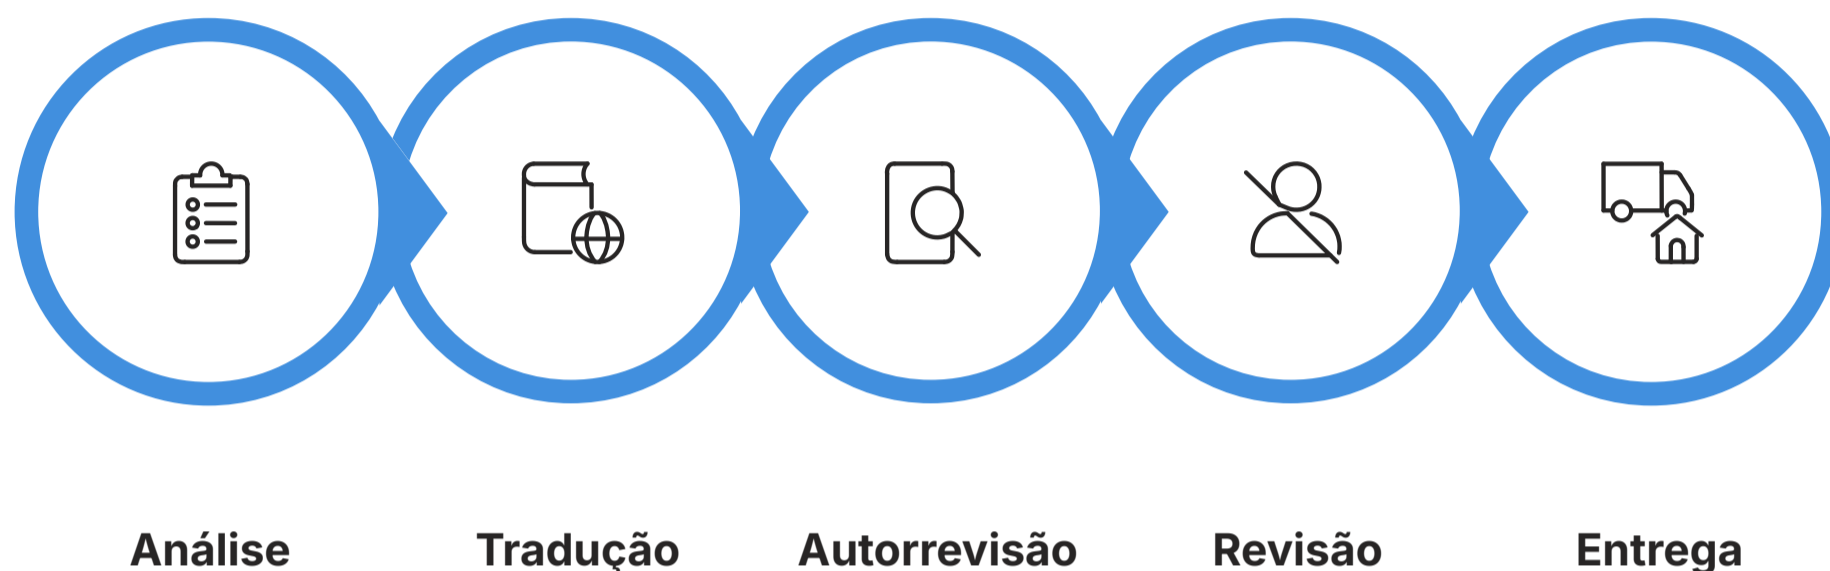 Análise
Tradução
Autorrevisão
Revisão
Entrega